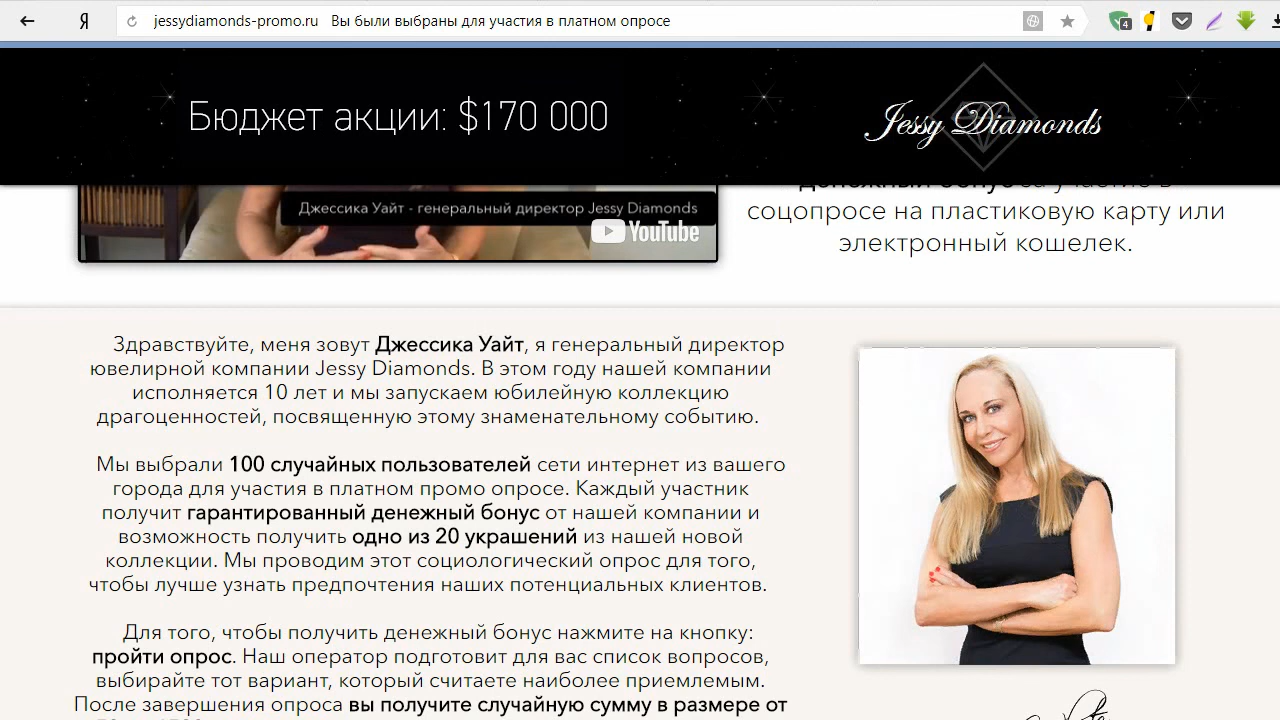 jessydiamonds-promo.ru Вы были выбраны для участия в платном опросе
4
Бюджет акции: $170 000
Jessy Diamonds
денежный бонус за участие в
соцопросе на пластиковую карту или
электронный кошелек.
Джессика Уайт - генеральный директор Jessy Diamonds
YouTube
Здравствуйте, меня зовут Джессика Уайт, я генеральный директор
ювелирной компании Jessy Diamonds. В этом году нашей компании
исполняется 10 лет и мы запускаем юбилейную коллекцию
драгоценностей, посвященную этому знаменательному событию.
Мы выбрали 100 случайных пользователей сети интернет из вашего
города для участия в платном промо опросе. Каждый участник
получит гарантированный денежный бонус от нашей компании и
возможность получить одно из 20 украшений из нашей новой
коллекции. Мы проводим этот социологический опрос для того,
чтобы лучше узнать предпочтения наших потенциальных клиентов.
Для того, чтобы получить денежный бонус нажмите на кнопку:
пройти опрос. Наш оператор подготовит для вас список вопросов,
выбирайте тот вариант, который считаете наиболее приемлемым.
После завершения опроса вы получите случайную сумму в размере от